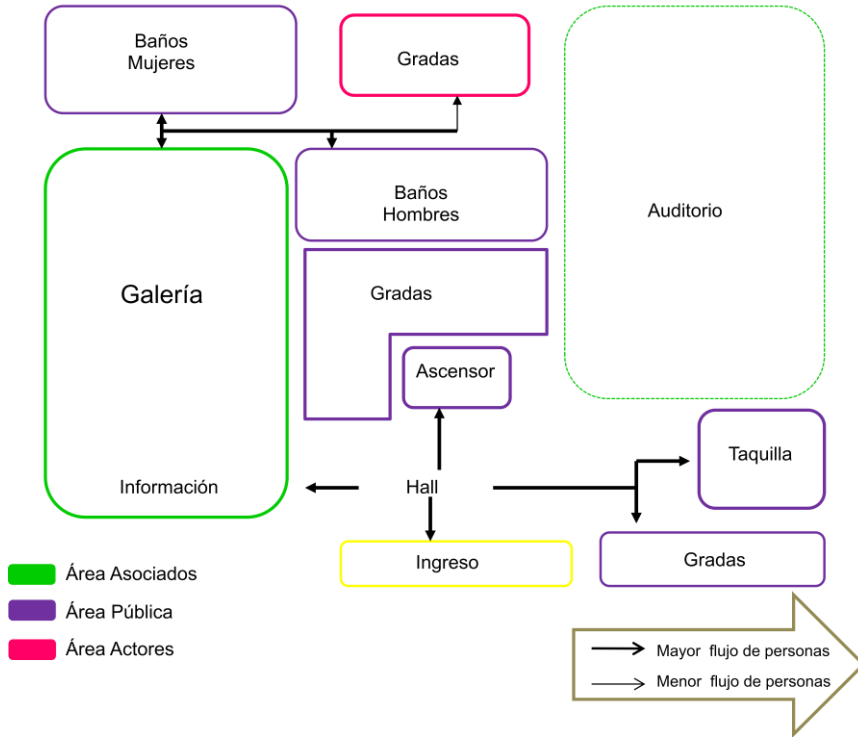 Baños
Mujeres
Gradas
Baños
Hombres
Auditorio
Galería
Gradas
Ascensor
Taquilla
Información
Hall
Ingreso
Gradas
Área Asociados
Área Pública
Área Actores
Mayor flujo de personas
Menor flujo de personas